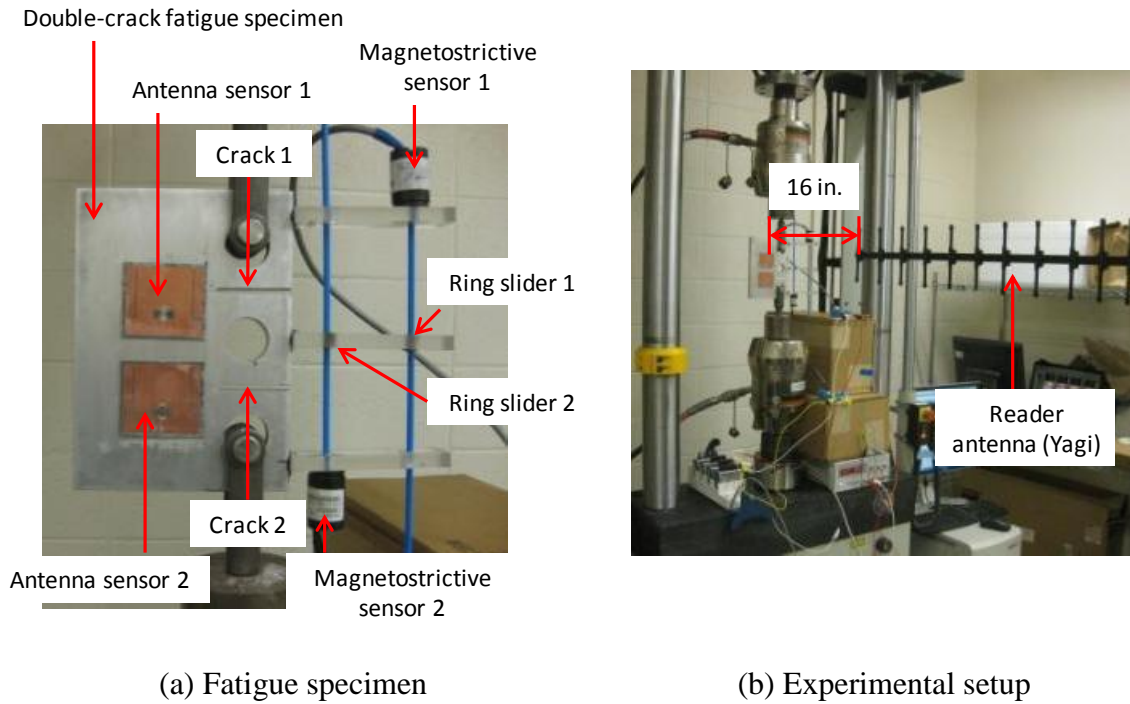 Double-crack fatigue specimen
Magnetostrictive
sensor 1
Antenna sensor 1
Crack 1
16 in.
Ring slider 1
Ring slider 2
Reader
antenna (Yagi)
Crack 2
Antenna sensor 2
Magnetostrictive
sensor 2
(a) Fatigue specimen
(b) Experimental setup